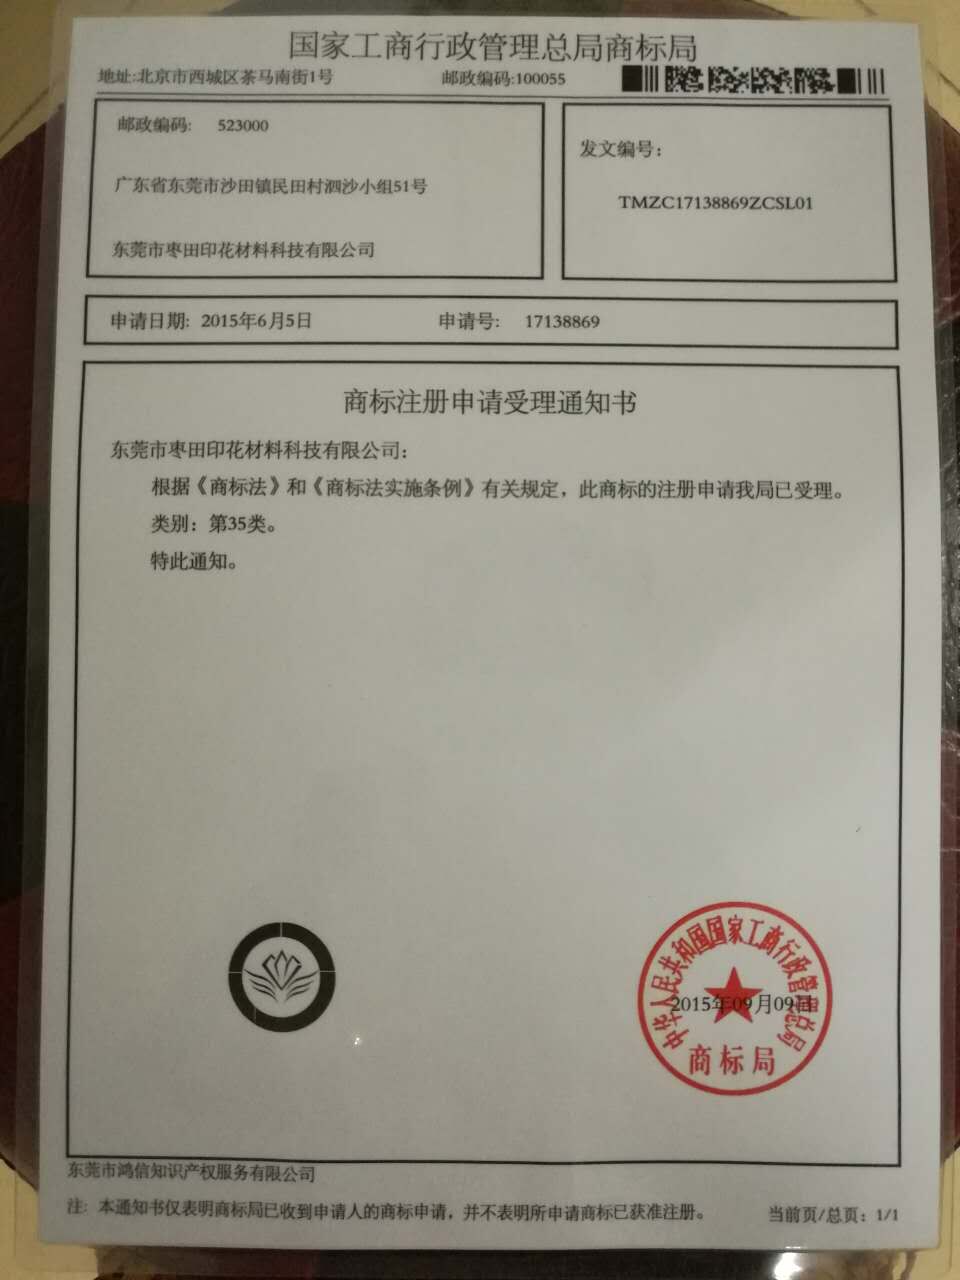 国家工商行政管理总局商标局
地址:北京市西城区茶马南街1号 邮政编码:100055
邮政编码: 523000
广东省东莞市沙田镇民田村泗沙小组51号
东莞市枣田印花材料科技有限公司
发文编号:
TMZC17138869ZCSL01
申请日期: 2015年6月5日 申请号: 17138869
商标注册申请受理通知书
东莞市枣田印花材料科技有限公司:
根据《商标法》和《商标法实施条例》有关规定，此商标的注册申请我局已受理。
类别: 第35类。
特此通知。
中华人民共和国国家工商行政管理总局
2015年09月09日
商标局
东莞市鸿信知识产权服务有限公司
注: 本通知书仅表明商标局已收到申请人的商标申请，并不表明所申请商标已获准注册。 当前页/总页: 1/1